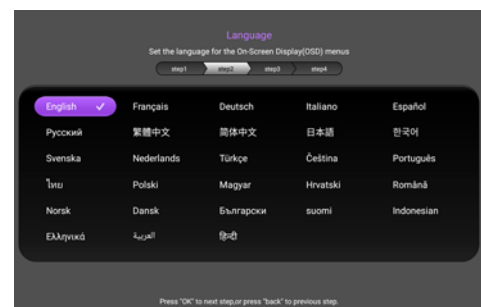 Language
Set the language for the On-Screen Display(OSD) menus
step1 step2 step3 step4
English Français Deutsch Italiano Español
Русский 繁體中文 简体中文 日本語 한국어
Svenska Nederlands Türkçe Čeština Português
ไทย Polski Magyar Hrvatski Română
Norsk Dansk Български suomi Indonesian
Ελληνικά العربية हिन्दी
Press "OK" to next step,or press "back" to previous step.